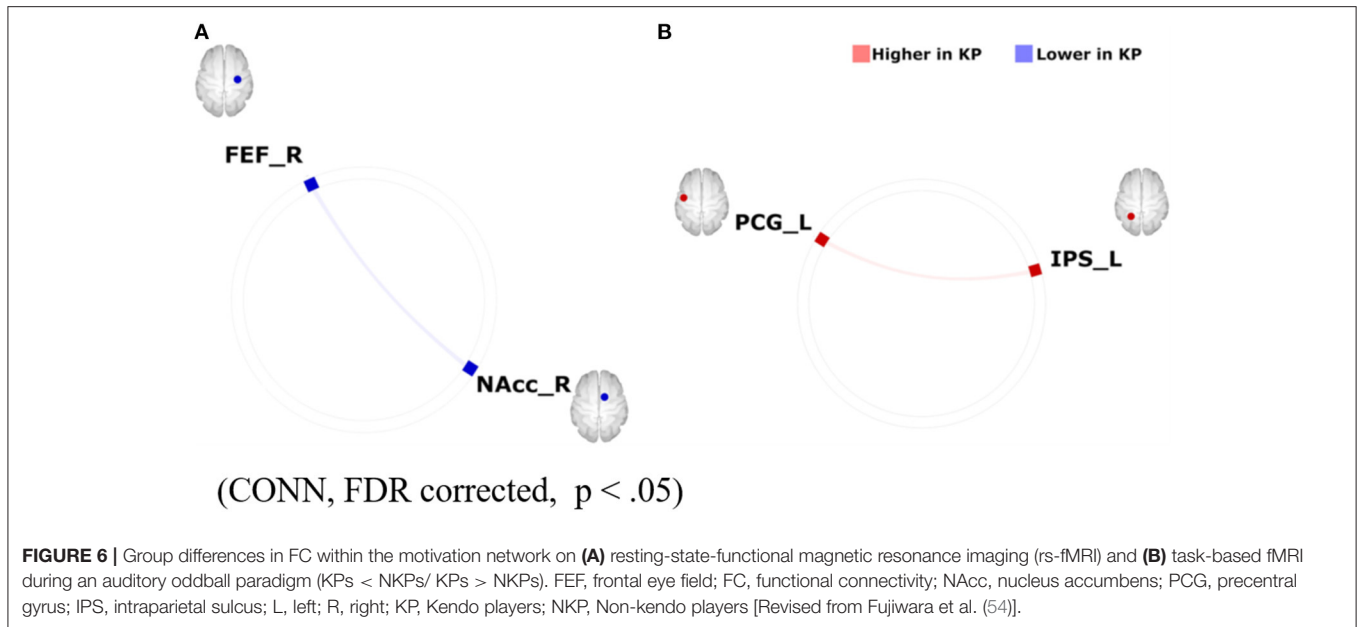 A
B
Higher in KP
Lower in KP
FEF_R
PCG_L
IPS_L
NAcc_R
(CONN, FDR corrected, p < .05)
FIGURE 6 | Group differences in FC within the motivation network on (A) resting-state-functional magnetic resonance imaging (rs-fMRI) and (B) task-based fMRI
during an auditory oddball paradigm (KPs < NKPs/ KPs > NKPs). FEF, frontal eye field; FC, functional connectivity; NAcc, nucleus accumbens; PCG, precentral
gyrus; IPS, intraparietal sulcus; L, left; R, right; KP, Kendo players; NKP, Non-kendo players [Revised from Fujiwara et al. (54)].